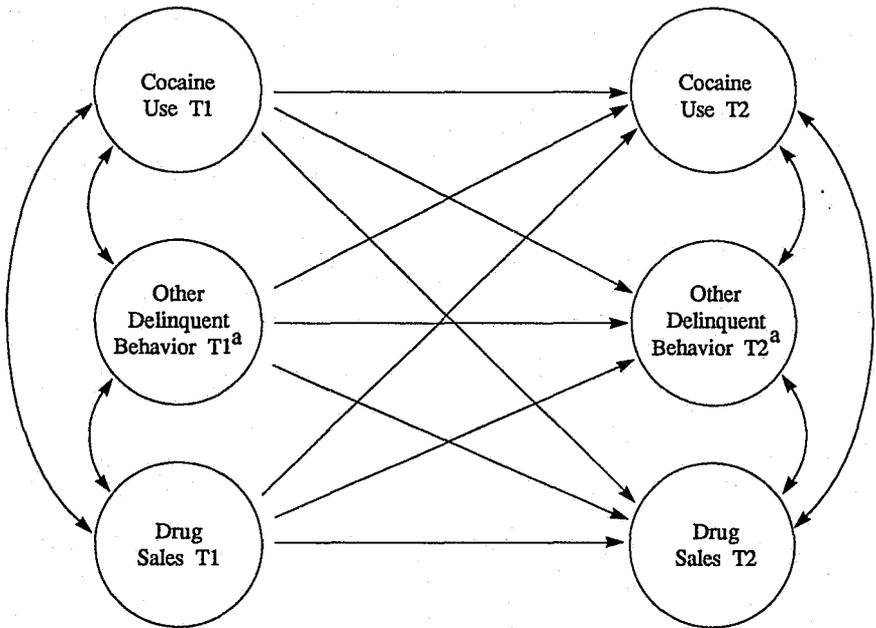 Cocaine
Use T1
Cocaine
Use T2
Other
Delinquent
Behavior T1a
Other
Delinquent
Behavior T2a
Drug
Sales T1
Drug
Sales T2